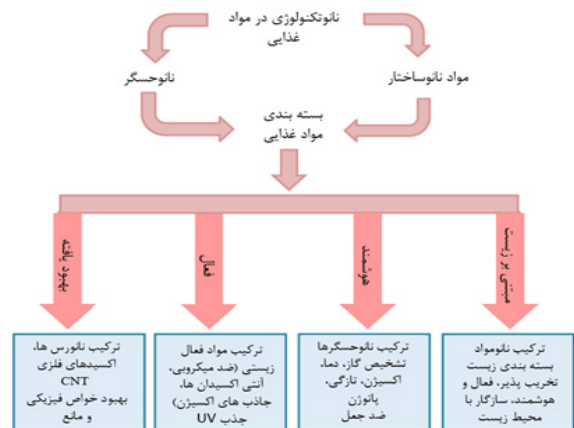 نانوتکنولوژی در مواد
غذایی
مواد نانوساختار
نانوحسگر
بسته بندی
مواد غذایی
مبتنی بر زیست
هوشمند
فعال
بهبود یافته
ترکیب نانومواد
بسته بندی زیست
تخریب پذیر، فعال و
هوشمند، سازگار با
محیط زیست
ترکیب نانوحسگرها
تشخیص گاز، دما،
اکسیژن، تازگی،
پاتوژن
ضد جعل
ترکیب مواد فعال
زیستی (ضد میکروبی،
آنتی اکسیدان ها،
جاذب های اکسیژن)
جذب UV
ترکیب نانورس ها،
اکسیدهای فلزی
CNT
بهبود خواص فیزیکی
و مانع